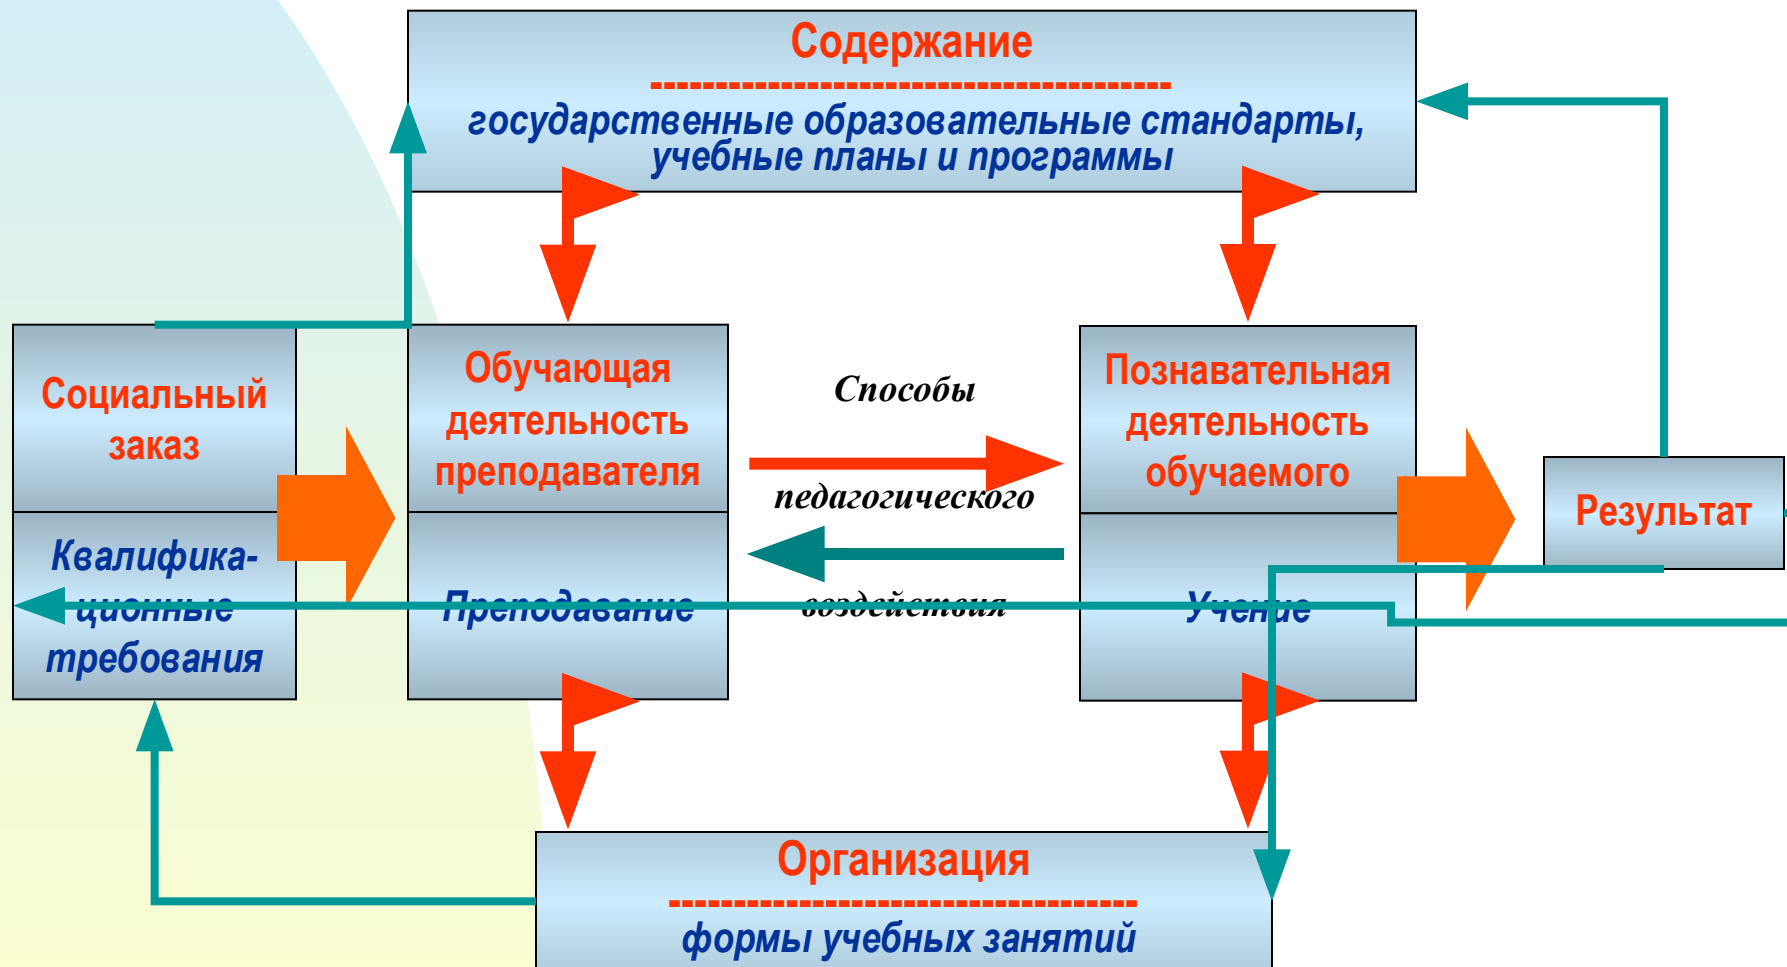 Содержание
----------------------------------------
государственные образовательные стандарты,
учебные планы и программы
Социальный
заказ
Квалифика-
ционные
требования
Обучающая
деятельность
преподавателя
Преподавание
Способы
педагогического
воздействия
Познавательная
деятельность
обучаемого
Учение
Результат
Организация
------------------------------------
формы учебных занятий